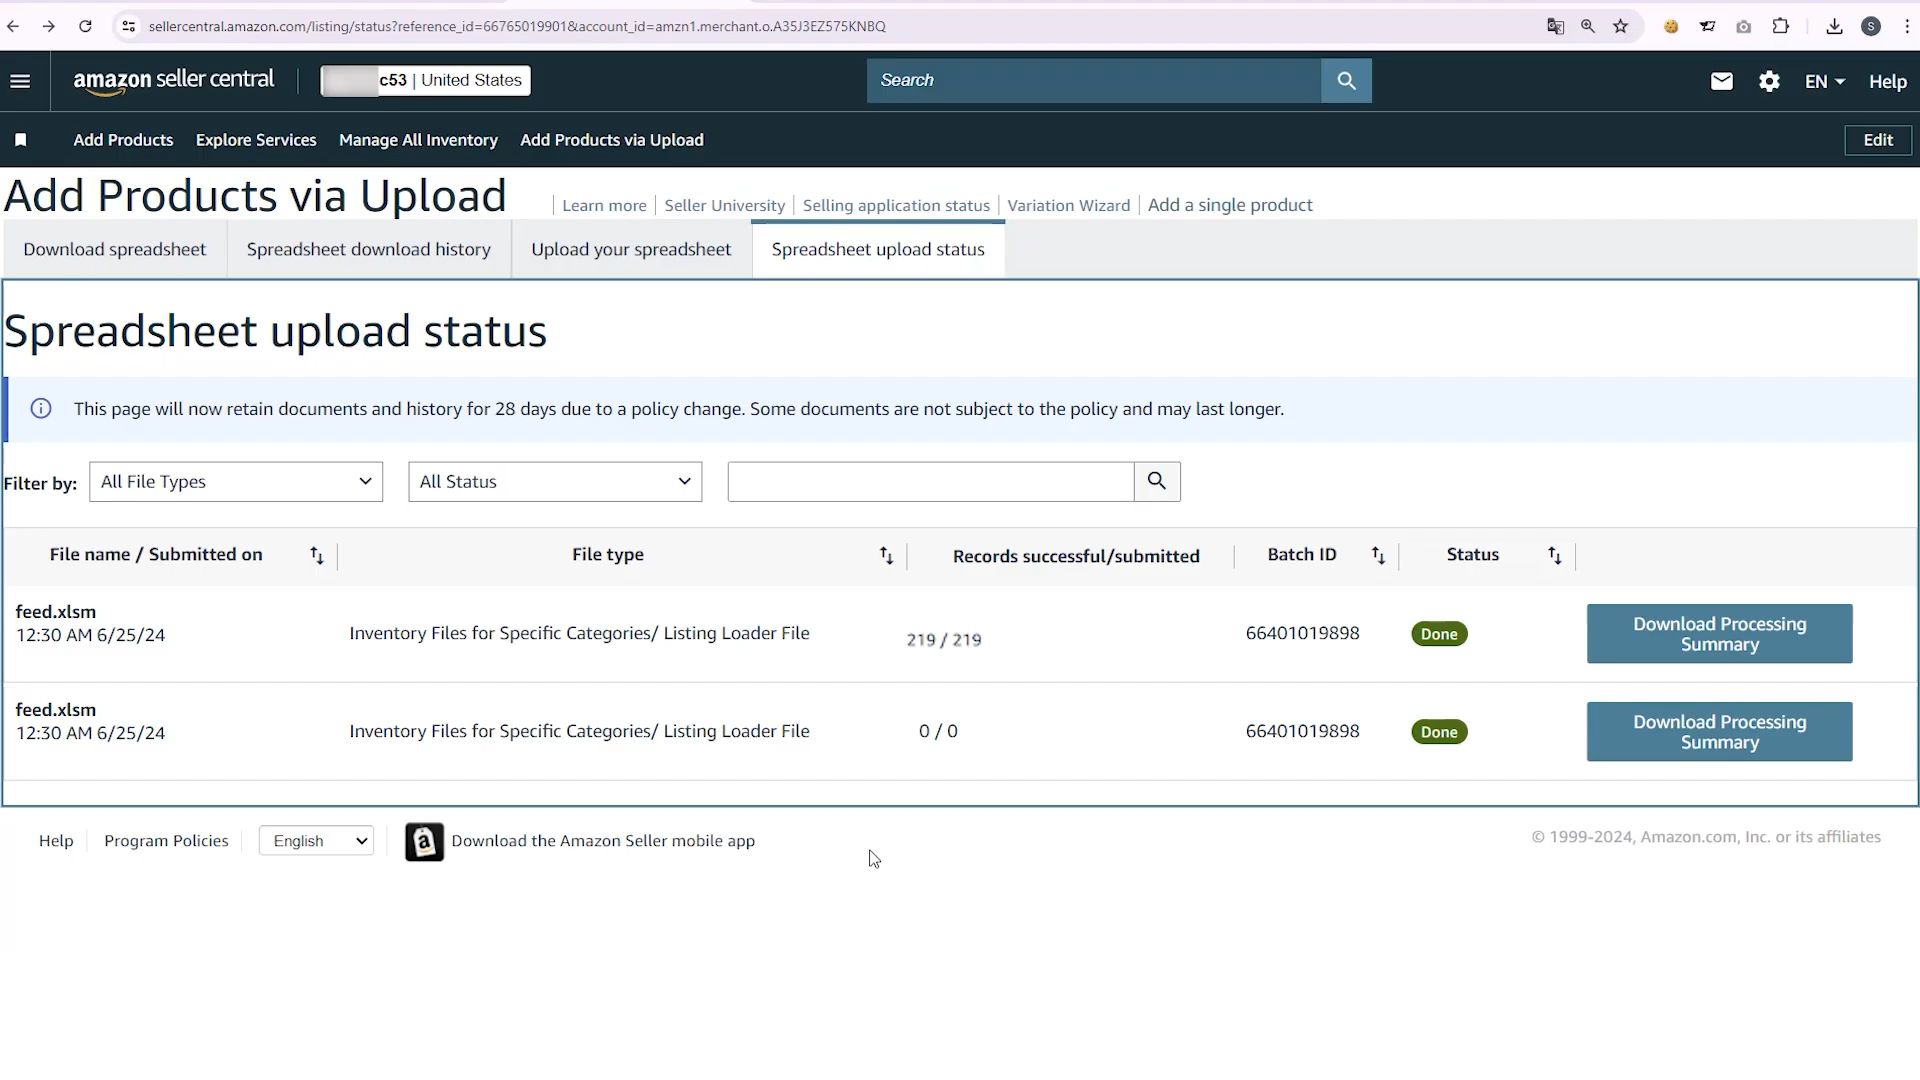 sellercentral.amazon.com/listing/status?reference_id=66765019901&account_id=amzn1.merchant.o.A35J3EZ575KNBQ
S
amazon seller central
c53 | United States
Search
EN
Help
Add Products
Explore Services
Manage All Inventory
Add Products via Upload
Edit
Add Products via Upload
Learn more
Seller University
Selling application status
Variation Wizard
Add a single product
Download spreadsheet
Spreadsheet download history
Upload your spreadsheet
Spreadsheet upload status
Spreadsheet upload status
This page will now retain documents and history for 28 days due to a policy change. Some documents are not subject to the policy and may last longer.
Filter by:
All File Types
All Status
File name / Submitted on
File type
Records successful/submitted
Batch ID
Status
feed.xlsm
12:30 AM 6/25/24
Inventory Files for Specific Categories/ Listing Loader File
219 / 219
66401019898
Done
Download Processing
Summary
feed.xlsm
12:30 AM 6/25/24
Inventory Files for Specific Categories/ Listing Loader File
0 / 0
66401019898
Done
Download Processing
Summary
Help
Program Policies
English
a
Download the Amazon Seller mobile app
© 1999-2024, Amazon.com, Inc. or its affiliates